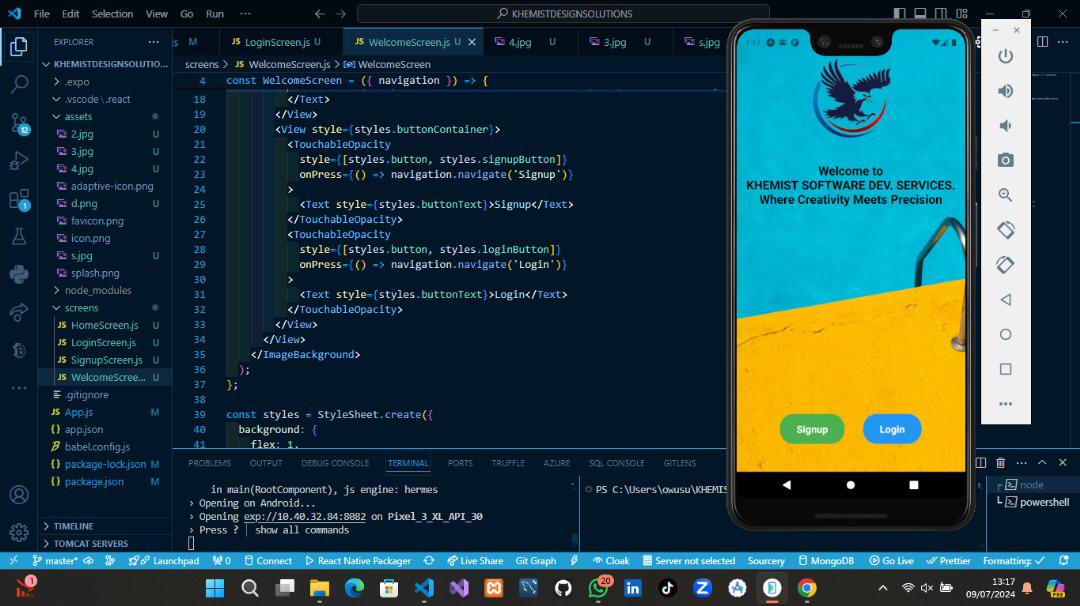 File Edit Selection View Go Run ··· KHEMISTDESIGNSOLUTIONS
EXPLORER ···
KHEMISTDESIGNSOLUTIO...
.expo
.vscode \ .react
assets
2.jpg U
3.jpg U
4.jpg U
adaptive-icon.png
d.png U
favicon.png
icon.png
s.jpg U
splash.png
node_modules
screens
JS HomeScreen.js U
JS LoginScreen.js U
JS SignupScreen.js U
JS WelcomeScree... U
.gitignore
JS App.js M
{} app.json
babel.config.js
{} package-lock.json M
{} package.json M
TIMELINE
TOMCAT SERVERS
12
1
js M JS LoginScreen.js U JS WelcomeScreen.js U 4.jpg U 3.jpg U s.jpg
screens > JS WelcomeScreen.js > WelcomeScreen
4 const WelcomeScreen = ({ navigation }) => {
18 </Text>
19 </View>
20 <View style={styles.buttonContainer}>
21 <TouchableOpacity
22 style={[styles.button, styles.signupButton]}
23 onPress={() => navigation.navigate('Signup')}
24 >
25 <Text style={styles.buttonText}>Signup</Text>
26 </TouchableOpacity>
27 <TouchableOpacity
28 style={[styles.button, styles.loginButton]}
29 onPress={() => navigation.navigate('Login')}
30 >
31 <Text style={styles.buttonText}>Login</Text>
32 </TouchableOpacity>
33 </View>
34 </View>
35 </ImageBackground>
36 );
37 };
38
39 const styles = StyleSheet.create({
40 background: {
41 flex: 1,
PROBLEMS OUTPUT DEBUG CONSOLE TERMINAL PORTS TRUFFLE AZURE SQL CONSOLE GITLENS
in main(RootComponent), js engine: hermes
› Opening on Android...
› Opening exp://10.40.32.84:8082 on Pixel_3_XL_API_30
› Press ? | show all commands
PS C:\Users\owusu\KHEMIS
node
powershell
1:17
Welcome to
KHEMIST SOFTWARE DEV. SERVICES.
Where Creativity Meets Precision
Signup Login
master* Launchpad 0 Connect React Native Packager Live Share Git Graph Cloak Server not selected Sourcery MongoDB Go Live Prettier Formatting: ✓
1
20
13:17
09/07/2024